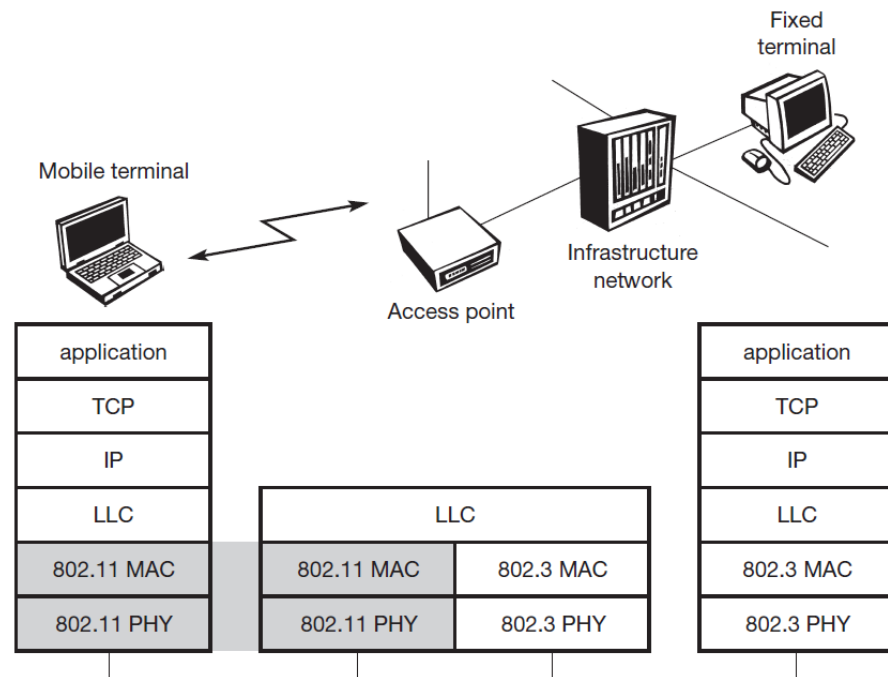 Fixed
terminal
Mobile terminal
Infrastructure
network
Access point
application
TCP
IP
LLC
802.11 MAC
802.11 PHY
LLC
802.11 MAC
802.3 MAC
802.11 PHY
802.3 PHY
application
TCP
IP
LLC
802.3 MAC
802.3 PHY